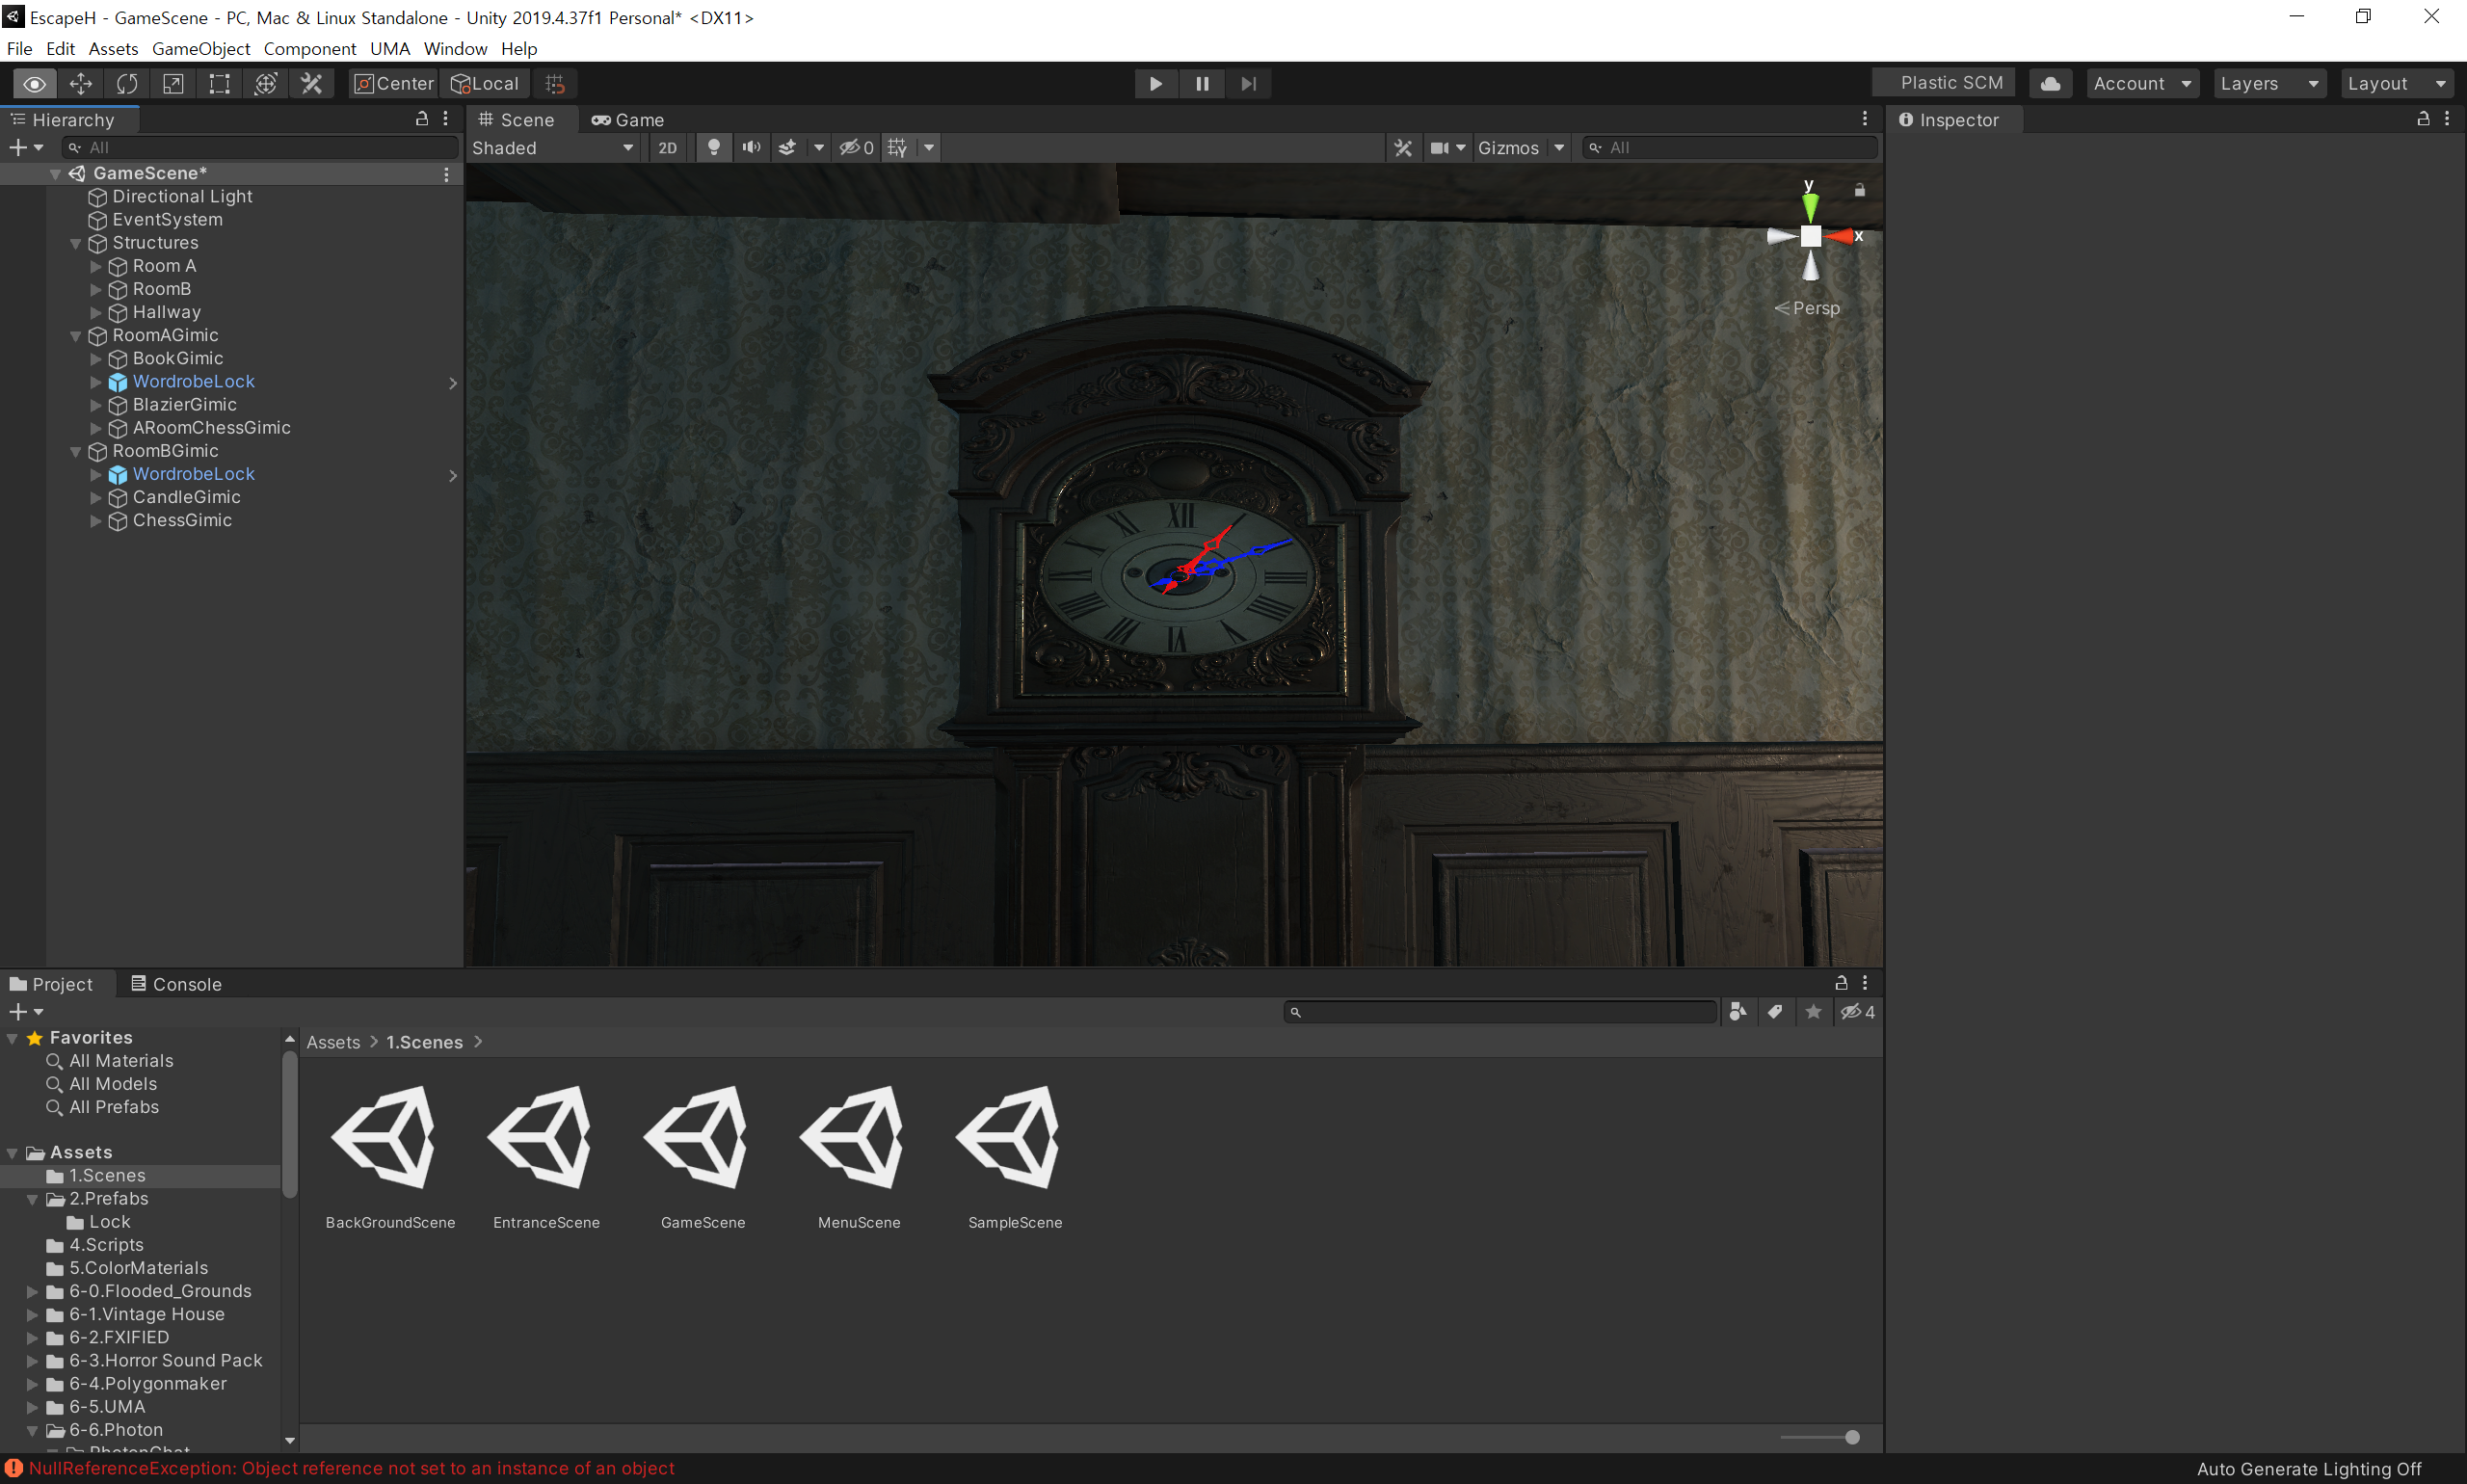 EscapeH - GameScene - PC, Mac & Linux Standalone - Unity 2019.4.37f1 Personal* <DX11>
File Edit Assets GameObject Component UMA Window Help
Center Local Plastic SCM Account Layers Layout
Hierarchy
All
GameScene*
Directional Light
EventSystem
Structures
Room A
RoomB
Hallway
RoomAGimic
BookGimic
WordrobeLock
BlazierGimic
ARoomChessGimic
RoomBGimic
WordrobeLock
CandleGimic
ChessGimic
Scene Game
Shaded 2D 0 Gizmos All
y
x
Persp
XII
Inspector
Project Console
4
Favorites
All Materials
All Models
All Prefabs
Assets
1.Scenes
2.Prefabs
Lock
4.Scripts
5.ColorMaterials
6-0.Flooded_Grounds
6-1.Vintage House
6-2.FXIFIED
6-3.Horror Sound Pack
6-4.Polygonmaker
6-5.UMA
6-6.Photon
PhotonChat
Assets > 1.Scenes >
BackGroundScene EntranceScene GameScene MenuScene SampleScene
NullReferenceException: Object reference not set to an instance of an object
Auto Generate Lighting Off